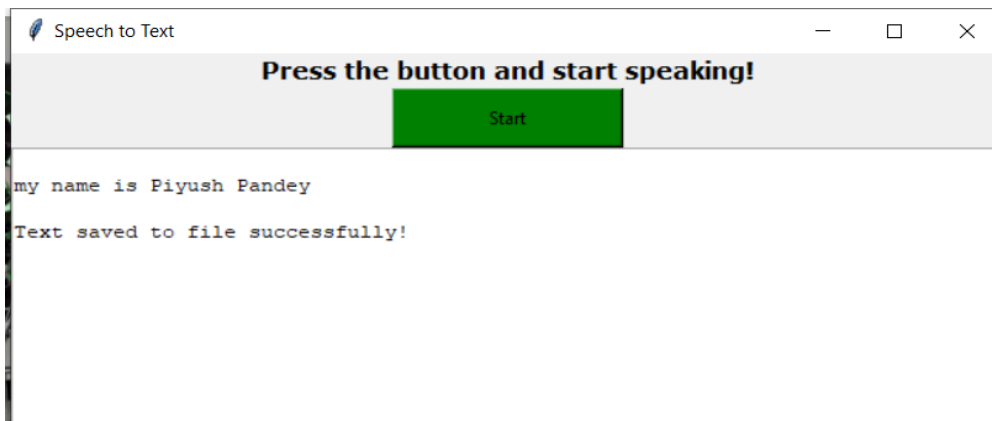 Speech to Text
Press the button and start speaking!
Start
my name is Piyush Pandey
Text saved to file successfully!